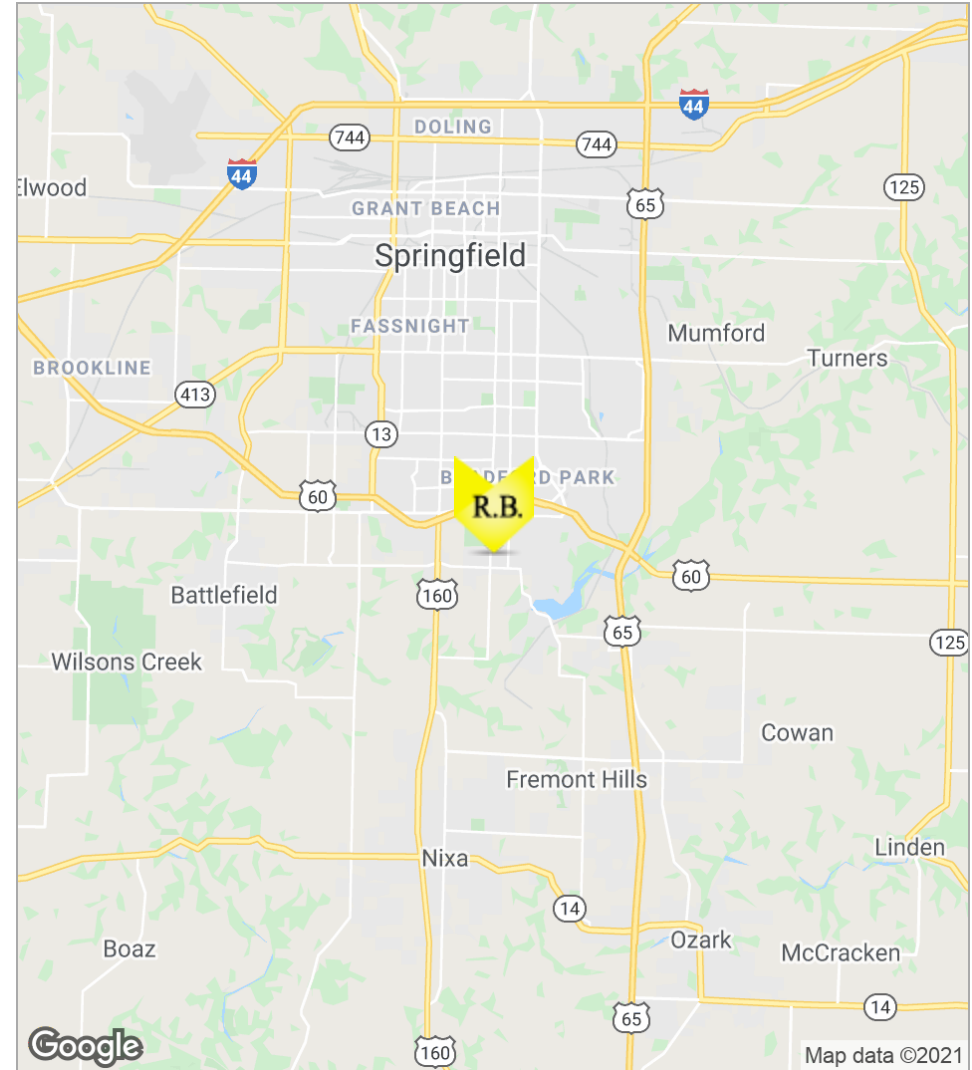 44
DOLING
744
744
44
Elwood
125
65
GRANT BEACH
Springfield
FASSNIGHT
Mumford
Turners
BROOKLINE
413
13
PARK
60
R.B.
60
Battlefield
160
65
125
Wilsons Creek
Cowan
Fremont Hills
Linden
Nixa
14
Ozark
Boaz
McCracken
14
65
160
Google
Map data ©2021